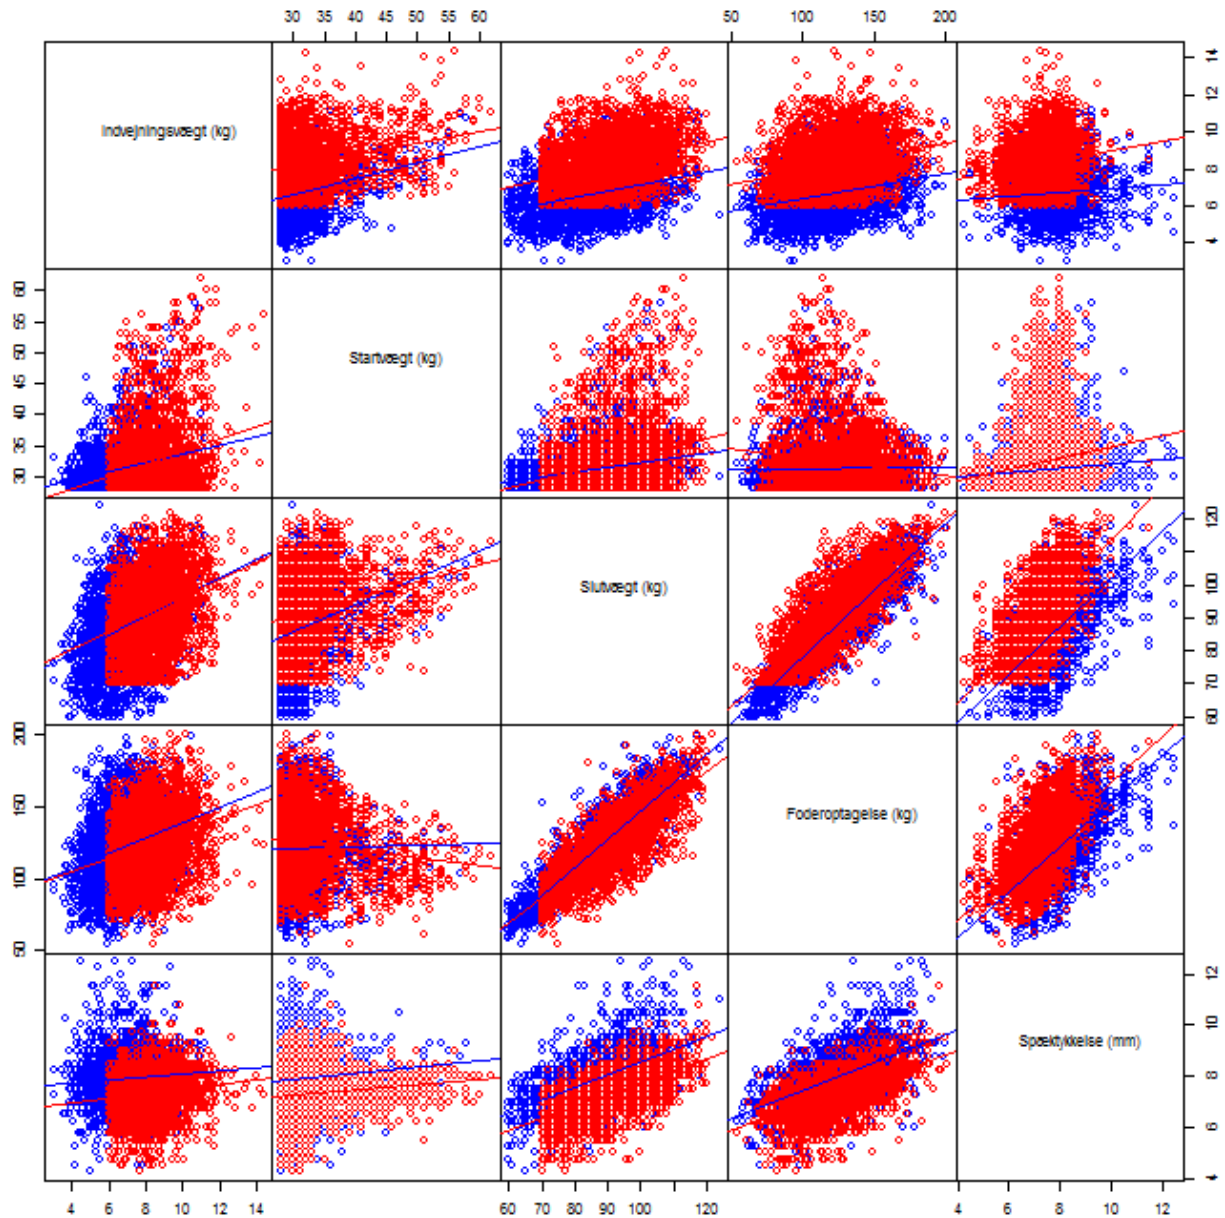 30 35 40 45 50 55 60
50 100 150 200
Indvejningsvægt (kg)
4 6 8 10 12 14
30 35 40 45 50 55 60
Startvægt (kg)
Slutvægt (kg)
60 70 80 90 100 120
50 100 150 200
Foderoptagelse (kg)
Spæktykkelse (mm)
4 6 8 10 12
4 6 8 10 12 14
60 70 80 90 100 120
4 6 8 10 12